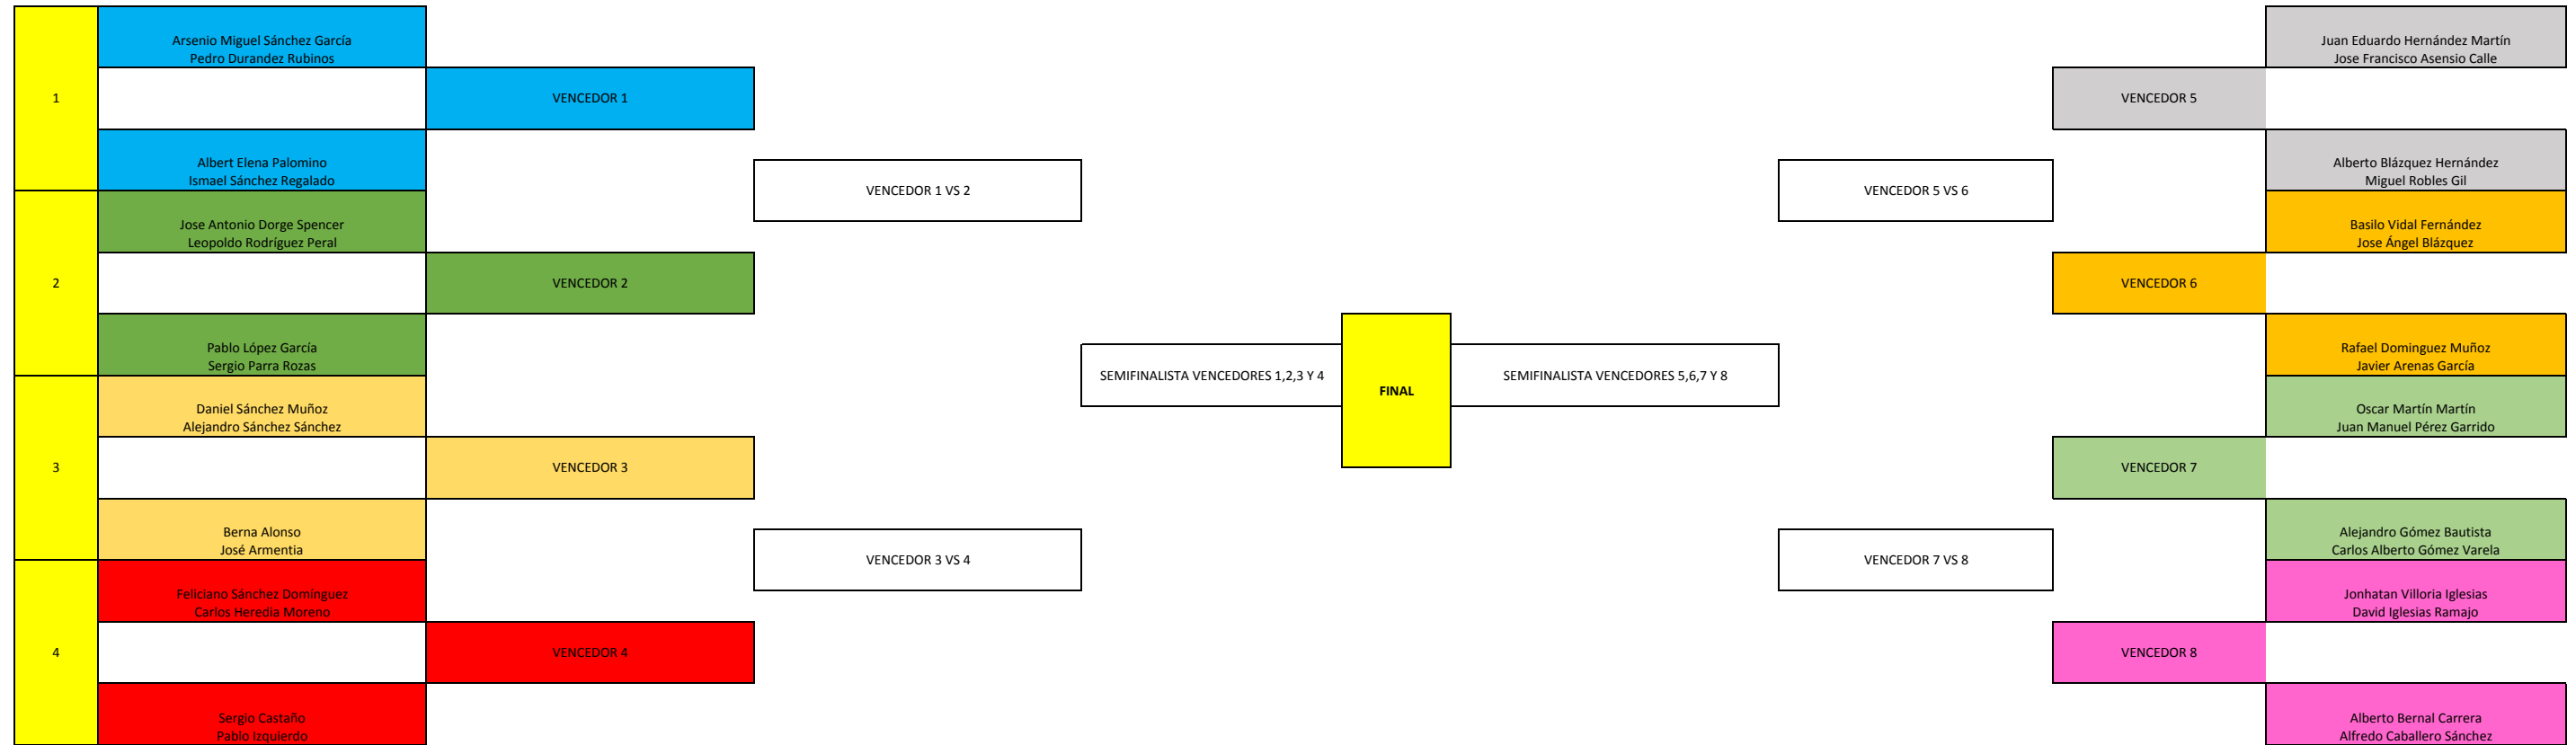 Arsenio Miguel Sánchez García
Pedro Durandez Rubinos
1
VENCEDOR 1
Albert Elena Palomino
Ismael Sánchez Regalado
VENCEDOR 1 VS 2
Jose Antonio Dorge Spencer
Leopoldo Rodríguez Peral
2
VENCEDOR 2
Pablo López García
Sergio Parra Rozas
Daniel Sánchez Muñoz
Alejandro Sánchez Sánchez
3
VENCEDOR 3
Berna Alonso
José Armentia
VENCEDOR 3 VS 4
Feliciano Sánchez Dominguez
Carlos Heredia Moreno
4
VENCEDOR 4
Sergio Castaño
Pablo Izquierdo
SEMIFINALISTA VENCEDORES 1,2,3 Y 4
FINAL
SEMIFINALISTA VENCEDORES 5,6,7 Y 8
Juan Eduardo Hernández Martín
Jose Francisco Asensio Calle
VENCEDOR 5
Alberto Blázquez Hernández
Miguel Robles Gil
VENCEDOR 5 VS 6
Basilo Vidal Fernández
Jose Ángel Blázquez
VENCEDOR 6
Rafael Dominguez Muñoz
Javier Arenas García
Oscar Martín Martín
Juan Manuel Pérez Garrido
VENCEDOR 7
Alejandro Gómez Bautista
Carlos Alberto Gómez Varela
VENCEDOR 7 VS 8
Jonhatan Villoria Iglesias
David Iglesias Ramajo
VENCEDOR 8
Alberto Bernal Carrera
Alfredo Caballero Sánchez